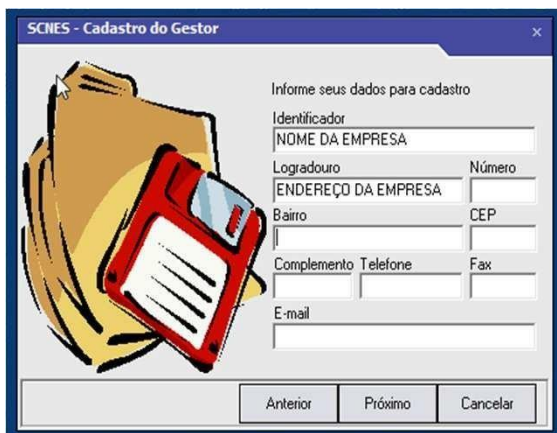 SCNES - Cadastro do Gestor
Informe seus dados para cadastro
Identificador
NOME DA EMPRESA
Logradouro Número
ENDEREÇO DA EMPRESA
Bairro CEP
Complemento Telefone Fax
E-mail
Anterior Próximo Cancelar